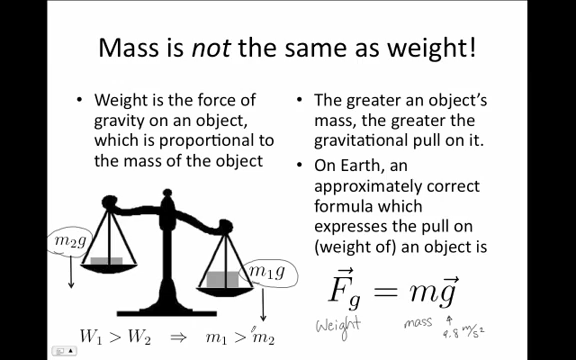 Mass is not the same as weight!
• Weight is the force of
gravity on an object,
which is proportional to
the mass of the object
m₂g
m₁g
W₁ > W₂ ⇒ m₁ > m₂
• The greater an object's
mass, the greater the
gravitational pull on it.
• On Earth, an
approximately correct
formula which
expresses the pull on
(weight of) an object is
F⃗g = mg⃗
Weight
mass
9.8 m/s²